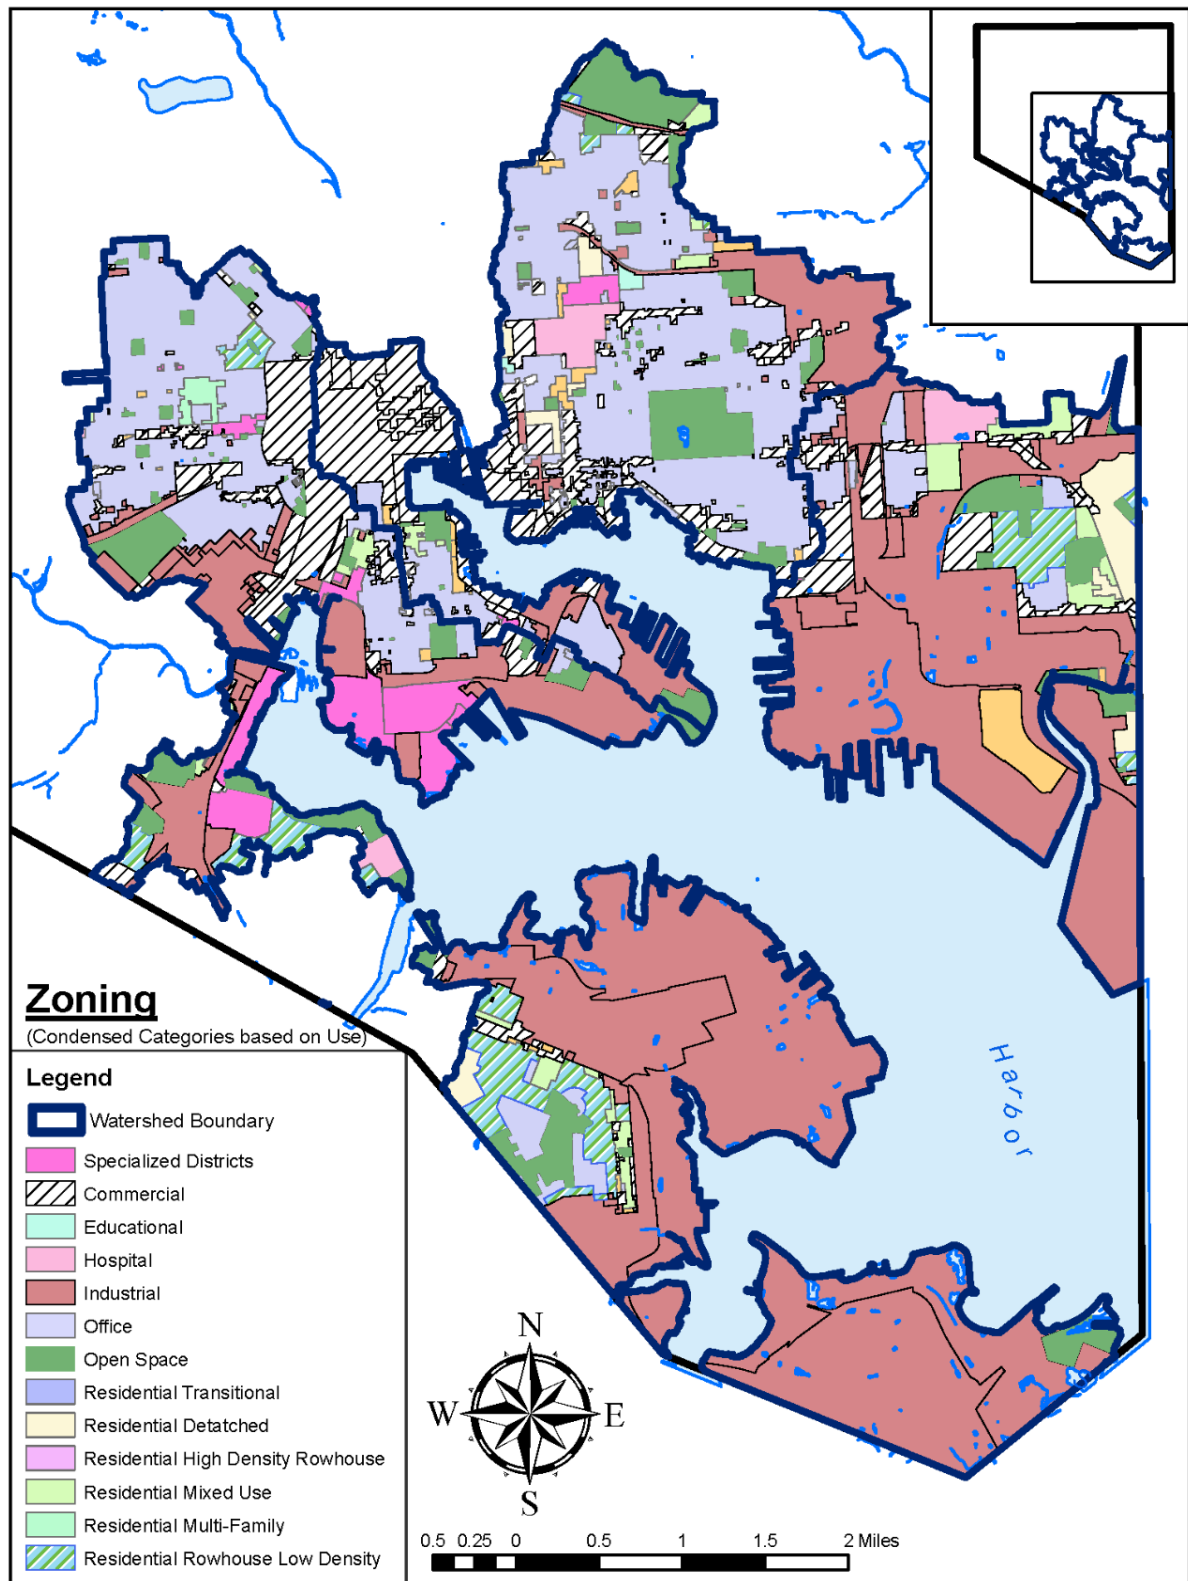 Zoning
(Condensed Categories based on Use)
Legend
Watershed Boundary
Specialized Districts
Commercial
Educational
Hospital
Industrial
Office
Open Space
Residential Transitional
Residential Detatched
Residential High Density Rowhouse
Residential Mixed Use
Residential Multi-Family
Residential Rowhouse Low Density
Harbor
N
W E
S
0.5 0.25 0 0.5 1 1.5 2 Miles